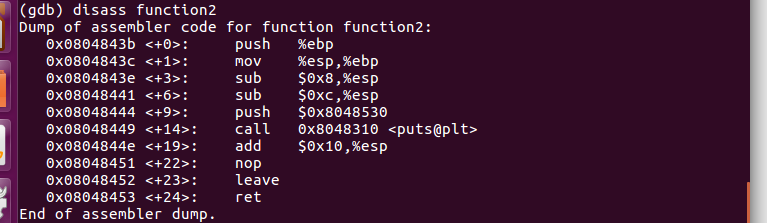 (gdb) disass function2
Dump of assembler code for function function2:
   0x0804843b <+0>:     push   %ebp
   0x0804843c <+1>:     mov    %esp,%ebp
   0x0804843e <+3>:     sub    $0x8,%esp
   0x08048441 <+6>:     sub    $0xc,%esp
   0x08048444 <+9>:     push   $0x8048530
   0x08048449 <+14>:    call   0x8048310 <puts@plt>
   0x0804844e <+19>:    add    $0x10,%esp
   0x08048451 <+22>:    nop
   0x08048452 <+23>:    leave
   0x08048453 <+24>:    ret
End of assembler dump.